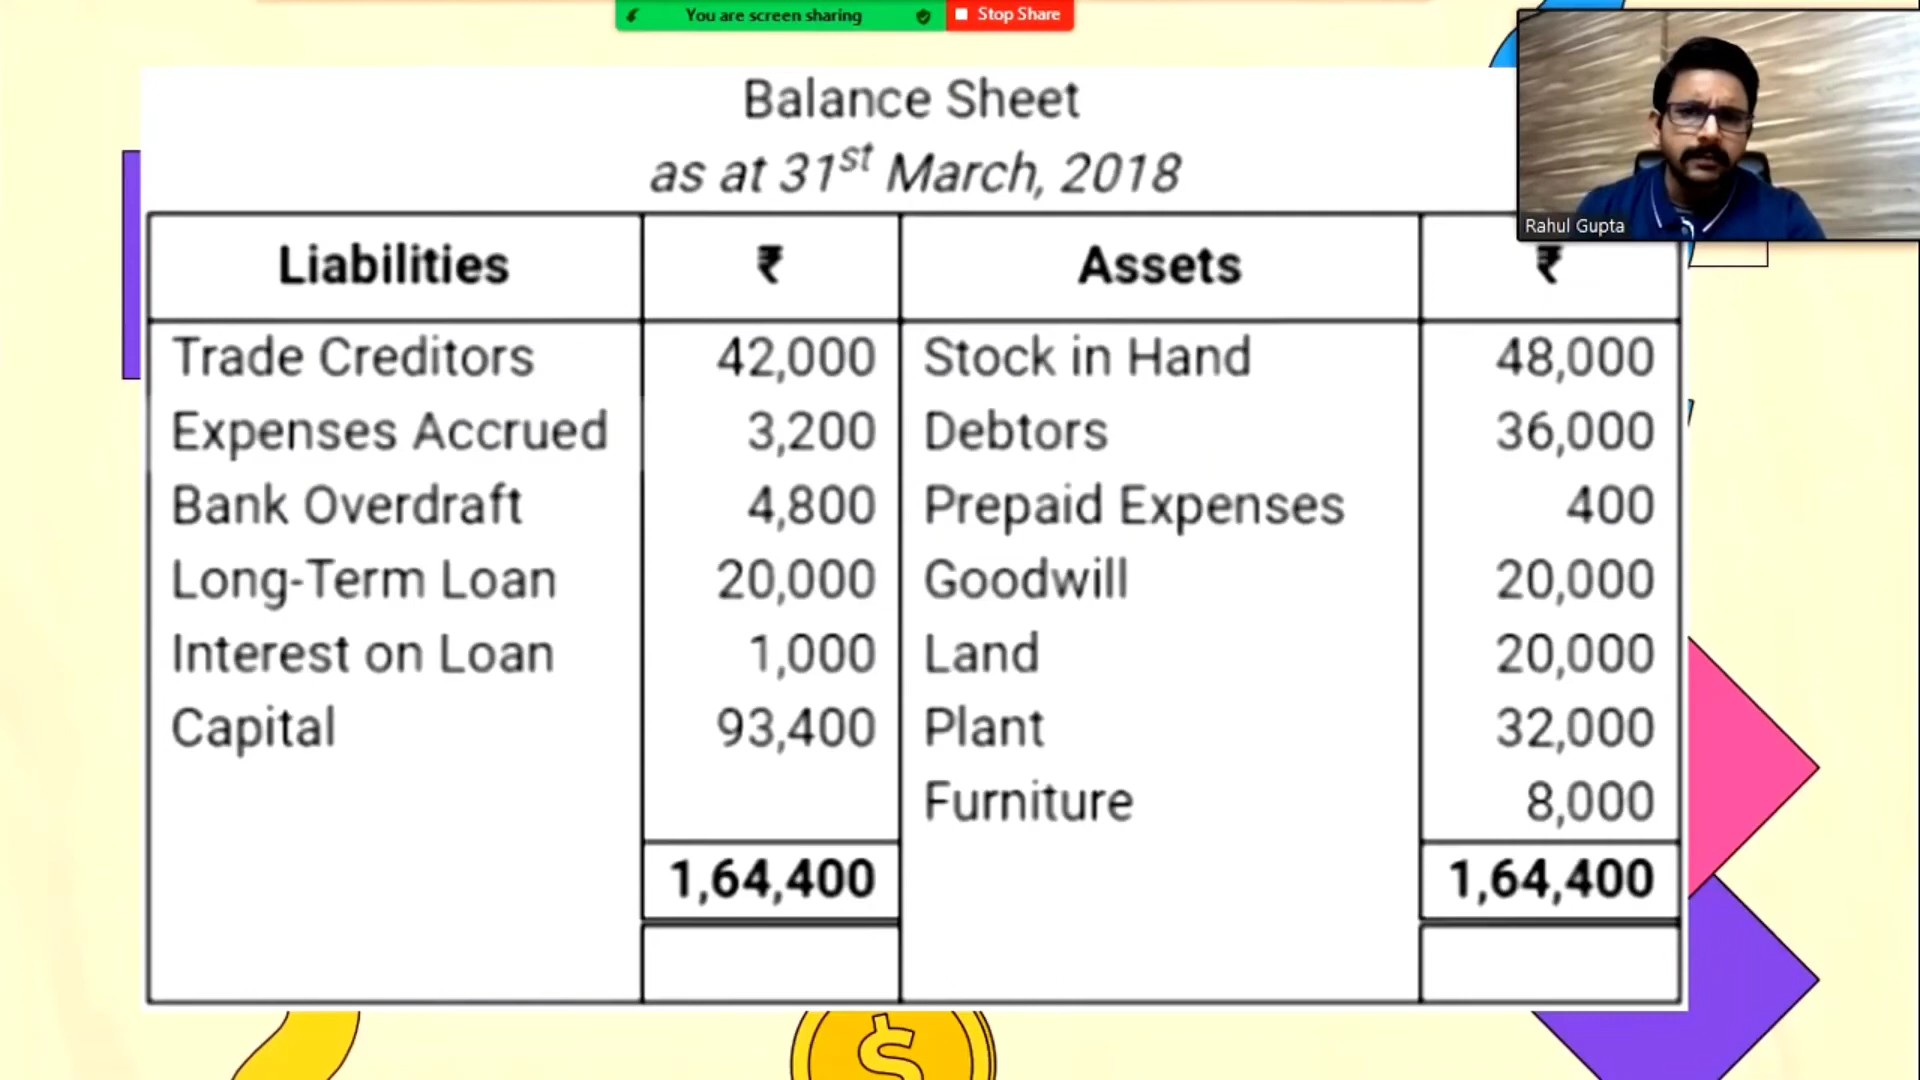 You are screen sharing
Stop Share
Balance Sheet
as at 31st March, 2018
Rahul Gupta
Liabilities ₹ Assets ₹
Trade Creditors 42,000 Stock in Hand 48,000
Expenses Accrued 3,200 Debtors 36,000
Bank Overdraft 4,800 Prepaid Expenses 400
Long-Term Loan 20,000 Goodwill 20,000
Interest on Loan 1,000 Land 20,000
Capital 93,400 Plant 32,000
Furniture 8,000
1,64,400 1,64,400
$